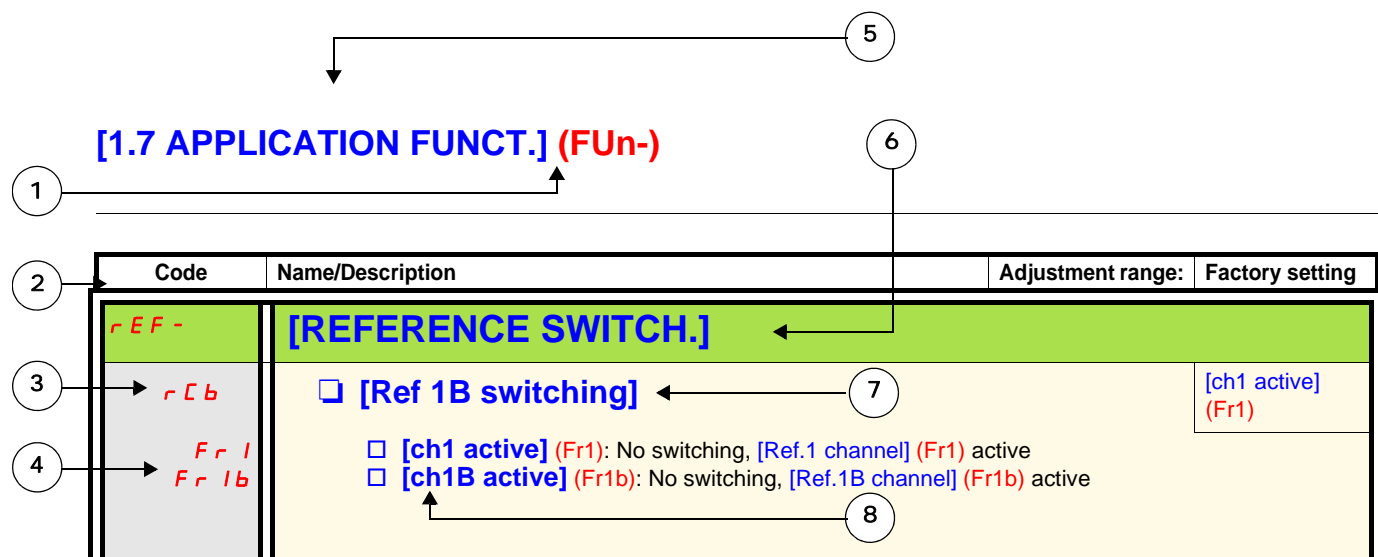 5
[1.7 APPLICATION FUNCT.] (FUn-)
6
1
2
Code Name/Description Adjustment range: Factory setting
rEF- [REFERENCE SWITCH.]
3
rCb
[Ref 1B switching]
7
[ch1 active]
(Fr1)
4
Fr1
[ch1 active] (Fr1): No switching, [Ref.1 channel] (Fr1) active
Fr1b
[ch1B active] (Fr1b): No switching, [Ref.1B channel] (Fr1b) active
8